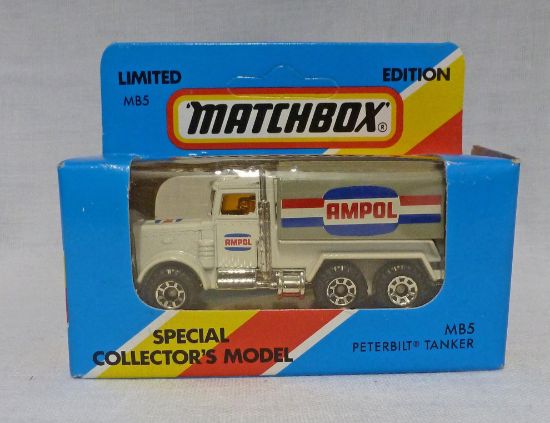 LIMITED EDITION
MB5
"MATCHBOX"®
AMPOL
AMPOL
SPECIAL
COLLECTOR'S MODEL
MB5
PETERBILT® TANKER